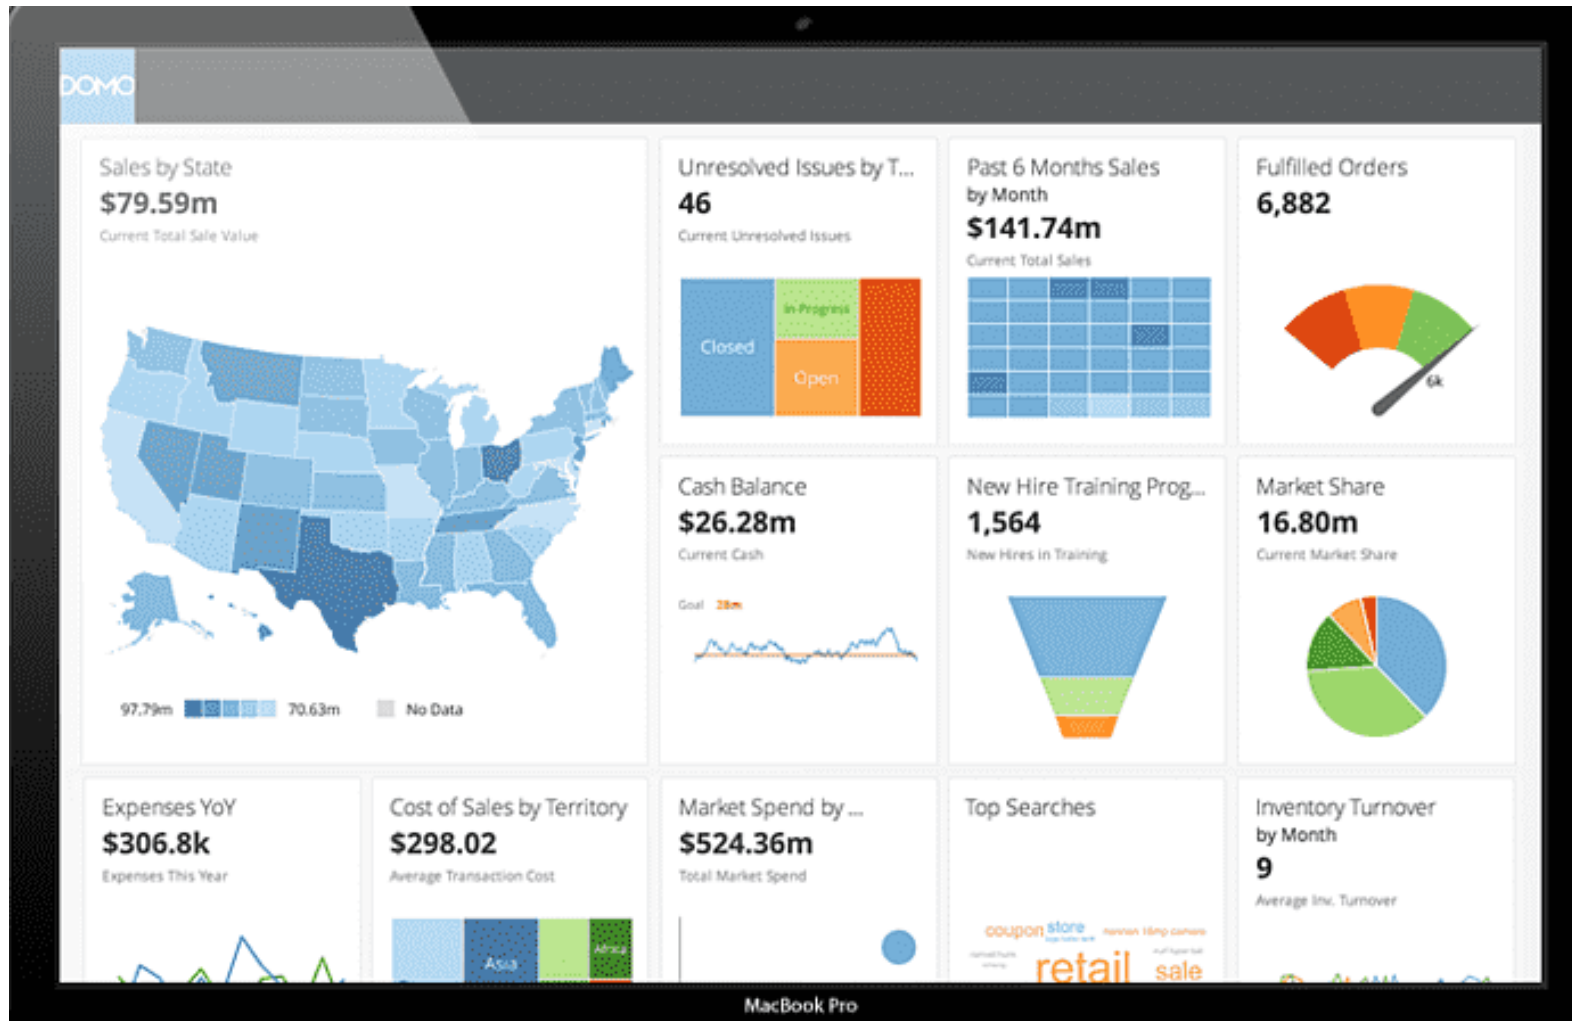 DOMO
Sales by State
$79.59m
Current Total Sale Value
97.79m
70.63m
No Data
Unresolved Issues by T...
46
Current Unresolved Issues
Closed
In-Progress
Open
Past 6 Months Sales
by Month
$141.74m
Current Total Sales
Fulfilled Orders
6,882
6k
Cash Balance
$26.28m
Current Cash
Goal 28m
New Hire Training Prog...
1,564
New Hires in Training
Market Share
16.80m
Current Market Share
Expenses YoY
$306.8k
Expenses This Year
Cost of Sales by Territory
$298.02
Average Transaction Cost
Asia
Africa
Market Spend by ...
$524.36m
Total Market Spend
Top Searches
coupon
store
retail
sale
Inventory Turnover
by Month
9
Average Inv. Turnover
MacBook Pro